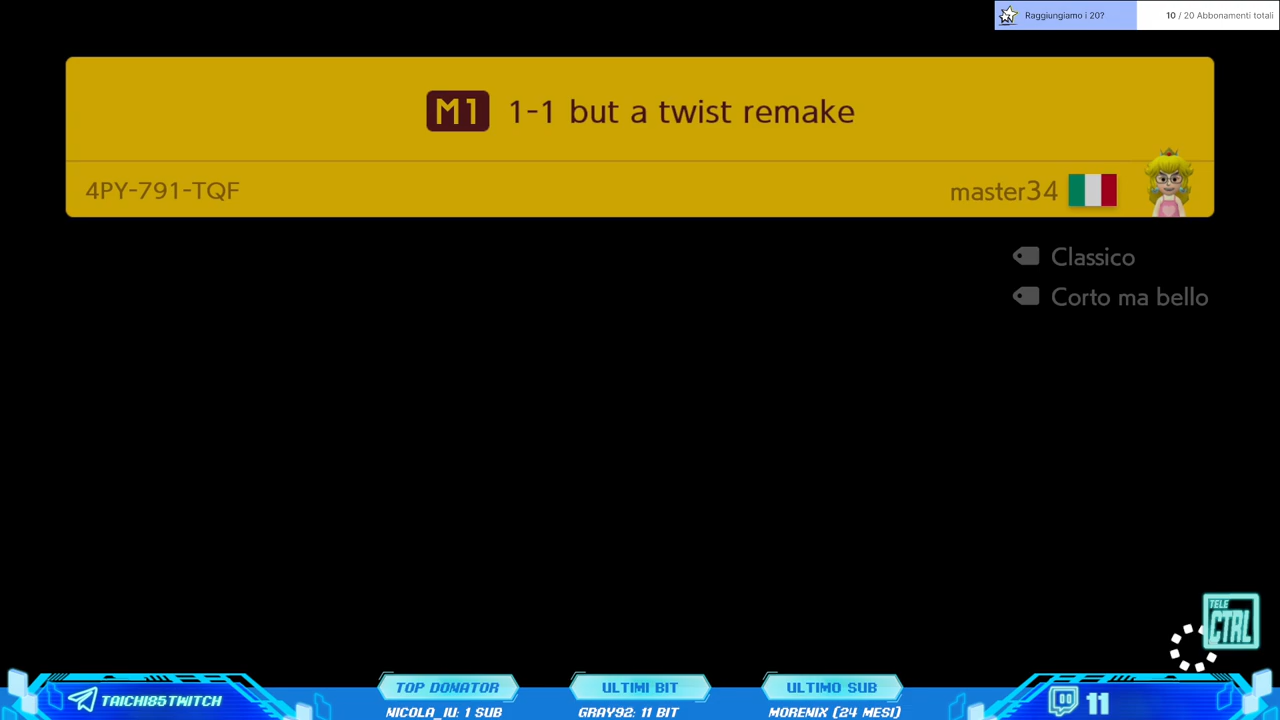 Raggiungiamo i 20?
10 / 20 Abbonamenti totali
M1 1-1 but a twist remake
4PY-791-TQF
master34
Classico
Corto ma bello
TELE
CTRL
TAICHI85TWITCH
TOP DONATOR
NICOLA_IU: 1 SUB
ULTIMI BIT
GRAY92: 11 BIT
ULTIMO SUB
MORENIX (24 MESI)
11